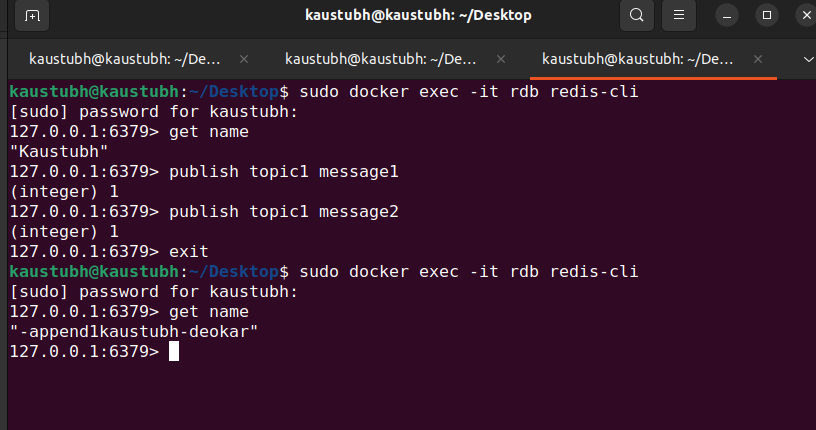 kaustubh@kaustubh: ~/Desktop
kaustubh@kaustubh: ~/De... × kaustubh@kaustubh: ~/De... × kaustubh@kaustubh: ~/De... ×
kaustubh@kaustubh:~/Desktop$ sudo docker exec -it rdb redis-cli
[sudo] password for kaustubh:
127.0.0.1:6379> get name
"Kaustubh"
127.0.0.1:6379> publish topic1 message1
(integer) 1
127.0.0.1:6379> publish topic1 message2
(integer) 1
127.0.0.1:6379> exit
kaustubh@kaustubh:~/Desktop$ sudo docker exec -it rdb redis-cli
[sudo] password for kaustubh:
127.0.0.1:6379> get name
"-append1kaustubh-deokar"
127.0.0.1:6379>